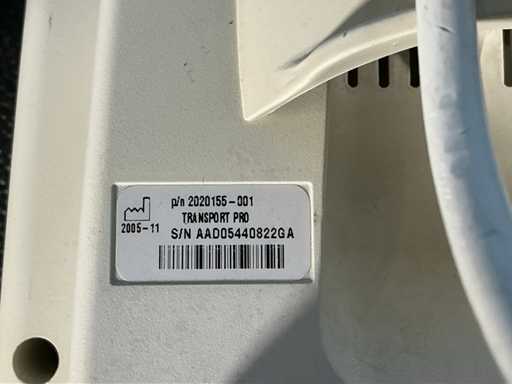 p/n 2020155-001
TRANSPORT PRO
2005-11
S/N AAD05440822GA